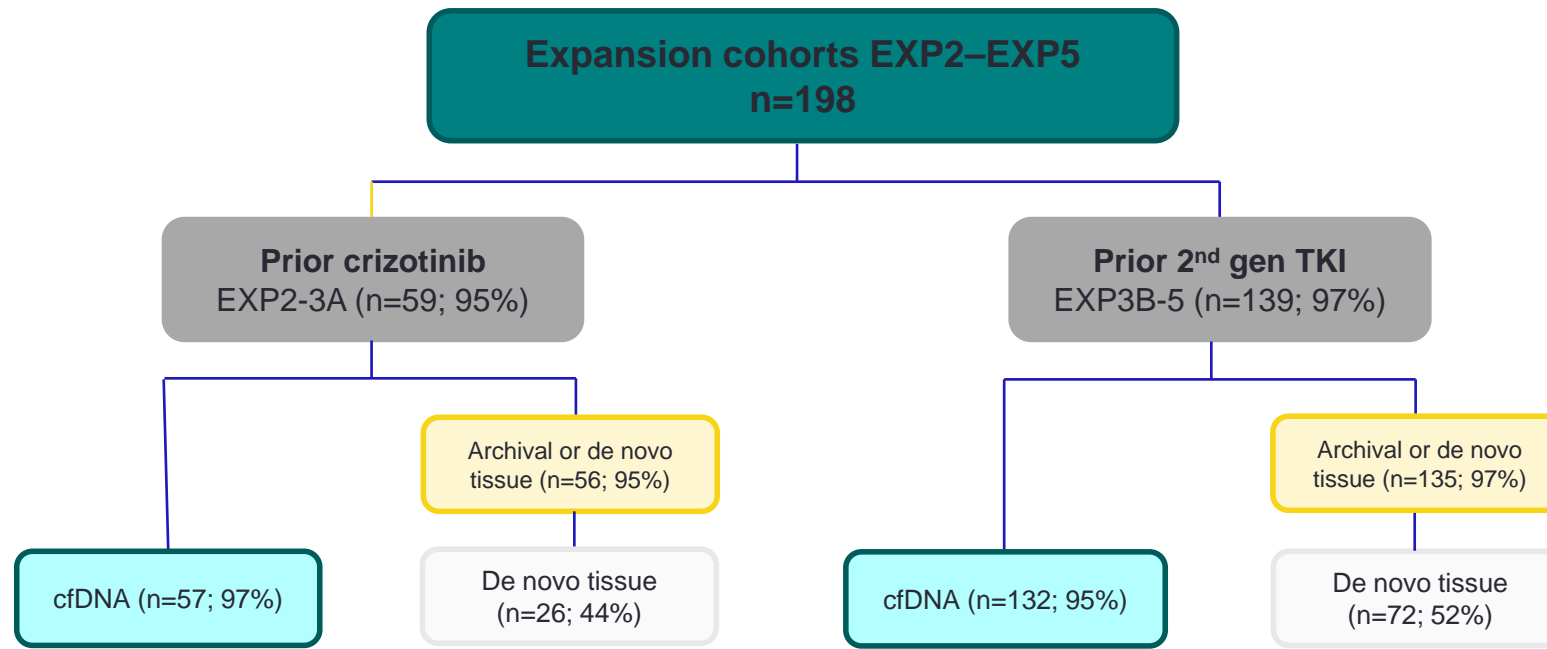 Expansion cohorts EXP2–EXP5
n=198
Prior crizotinib
EXP2-3A (n=59; 95%)
Prior 2nd gen TKI
EXP3B-5 (n=139; 97%)
Archival or de novo
tissue (n=56; 95%)
Archival or de novo
tissue (n=135; 97%)
cfDNA (n=57; 97%)
De novo tissue
(n=26; 44%)
cfDNA (n=132; 95%)
De novo tissue
(n=72; 52%)